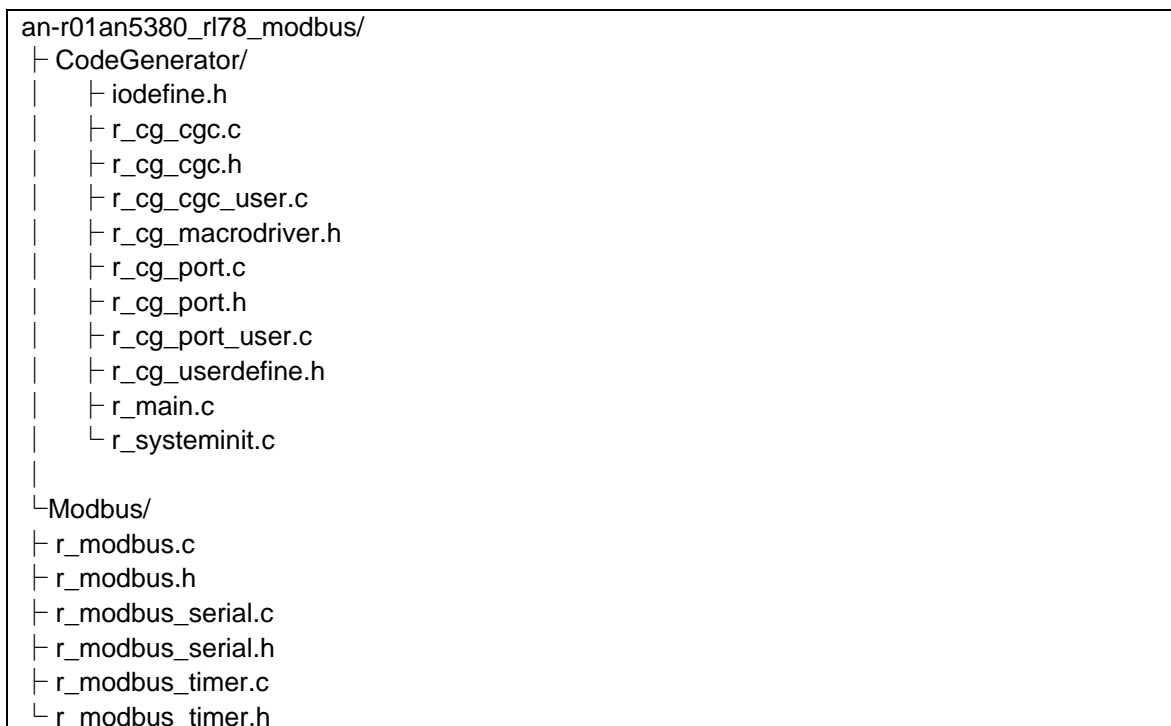 an-r01an5380_rl78_modbus/
├ CodeGenerator/
│ ├ iodefine.h
│ ├ r_cg_cgc.c
│ ├ r_cg_cgc.h
│ ├ r_cg_cgc_user.c
│ ├ r_cg_macrodriver.h
│ ├ r_cg_port.c
│ ├ r_cg_port.h
│ ├ r_cg_port_user.c
│ ├ r_cg_userdefine.h
│ ├ r_main.c
│ └ r_systeminit.c
│
└Modbus/
├ r_modbus.c
├ r_modbus.h
├ r_modbus_serial.c
├ r_modbus_serial.h
├ r_modbus_timer.c
└ r_modbus_timer.h